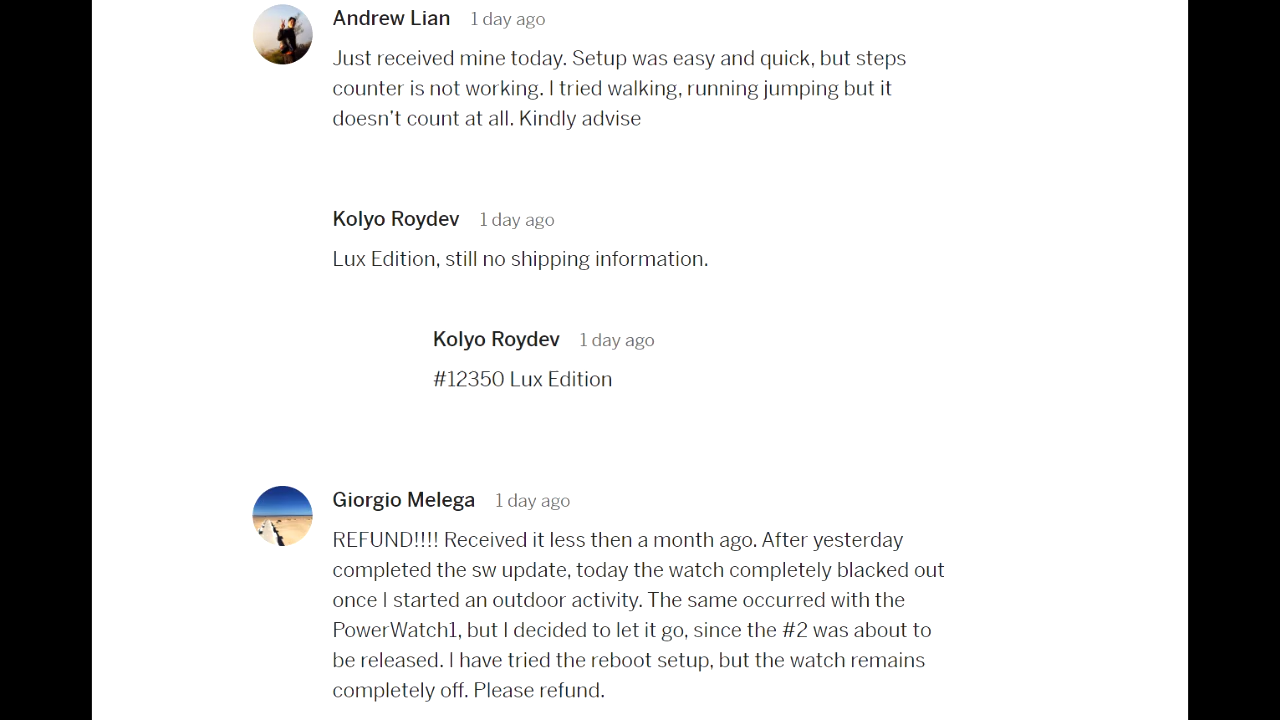 Andrew Lian 1 day ago
Just received mine today. Setup was easy and quick, but steps
counter is not working. I tried walking, running jumping but it
doesn't count at all. Kindly advise
Kolyo Roydev 1 day ago
Lux Edition, still no shipping information.
Kolyo Roydev 1 day ago
#12350 Lux Edition
Giorgio Melega 1 day ago
REFUND!!!! Received it less then a month ago. After yesterday
completed the sw update, today the watch completely blacked out
once I started an outdoor activity. The same occurred with the
PowerWatch1, but I decided to let it go, since the #2 was about to
be released. I have tried the reboot setup, but the watch remains
completely off. Please refund.